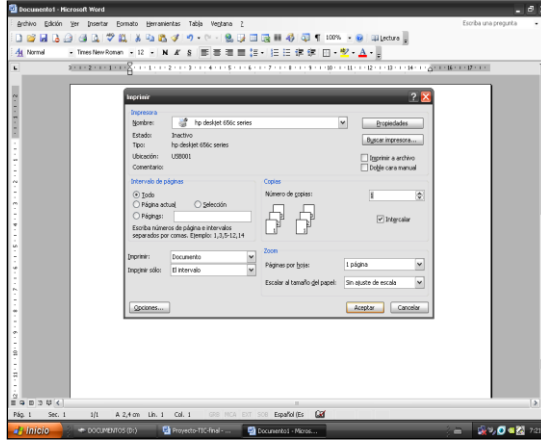 Documento1 - Microsoft Word
Archivo Edición Ver Insertar Formato Herramientas Tabla Ventana ?
Escriba una pregunta
100% Lectura
Normal Times New Roman 12 N K S
Imprimir
Impresora
Nombre: hp deskjet 656c series Propiedades
Estado: Inactivo
Tipo: hp deskjet 656c series Buscar impresora...
Ubicación: USB001 Imprimir a archivo
Comentario: Doble cara manual
Intervalo de páginas Copias
Todo Número de copias: 1
Página actual Selección
Páginas: Intercalar
Escriba números de página e intervalos
separados por comas. Ejemplo: 1,3,5-12,14
Zoom
Imprimir: Documento Páginas por hoja: 1 página
Imprimir sólo: El intervalo Escalar al tamaño del papel: Sin ajuste de escala
Opciones... Aceptar Cancelar
Pág. 1 Sec. 1 1/1 A 2,4 cm Lín. 1 Col. 1 GRB MCA EXT SOB Español (Es
Inicio DOCUMENTOS (D:) Proyecto-TIC-final - ... Documento1 - Micros... 7:21